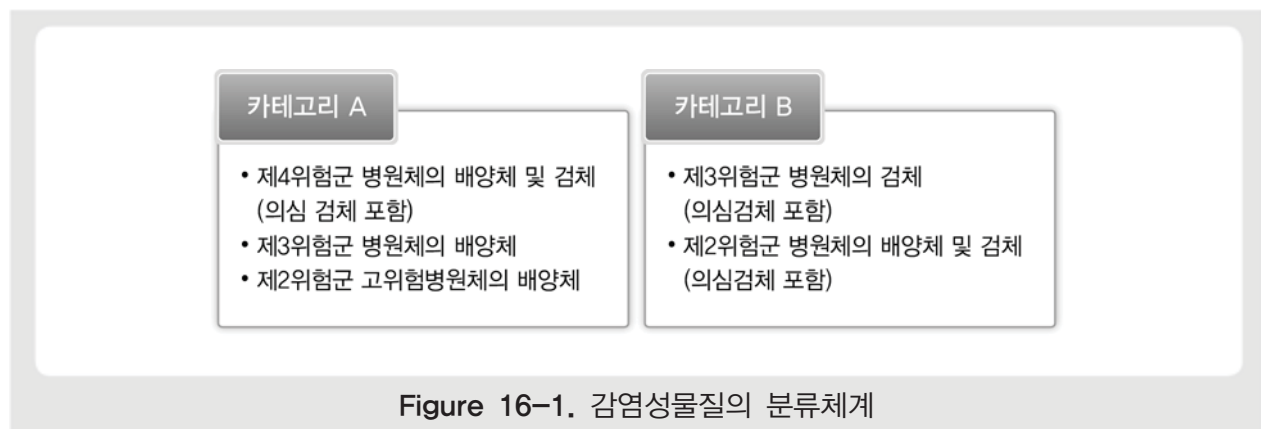 카테고리 A
• 제4위험군 병원체의 배양체 및 검체
(의심 검체 포함)
• 제3위험군 병원체의 배양체
• 제2위험군 고위험병원체의 배양체
카테고리 B
• 제3위험군 병원체의 검체
(의심검체 포함)
• 제2위험군 병원체의 배양체 및 검체
(의심검체 포함)
Figure 16-1. 감염성물질의 분류체계